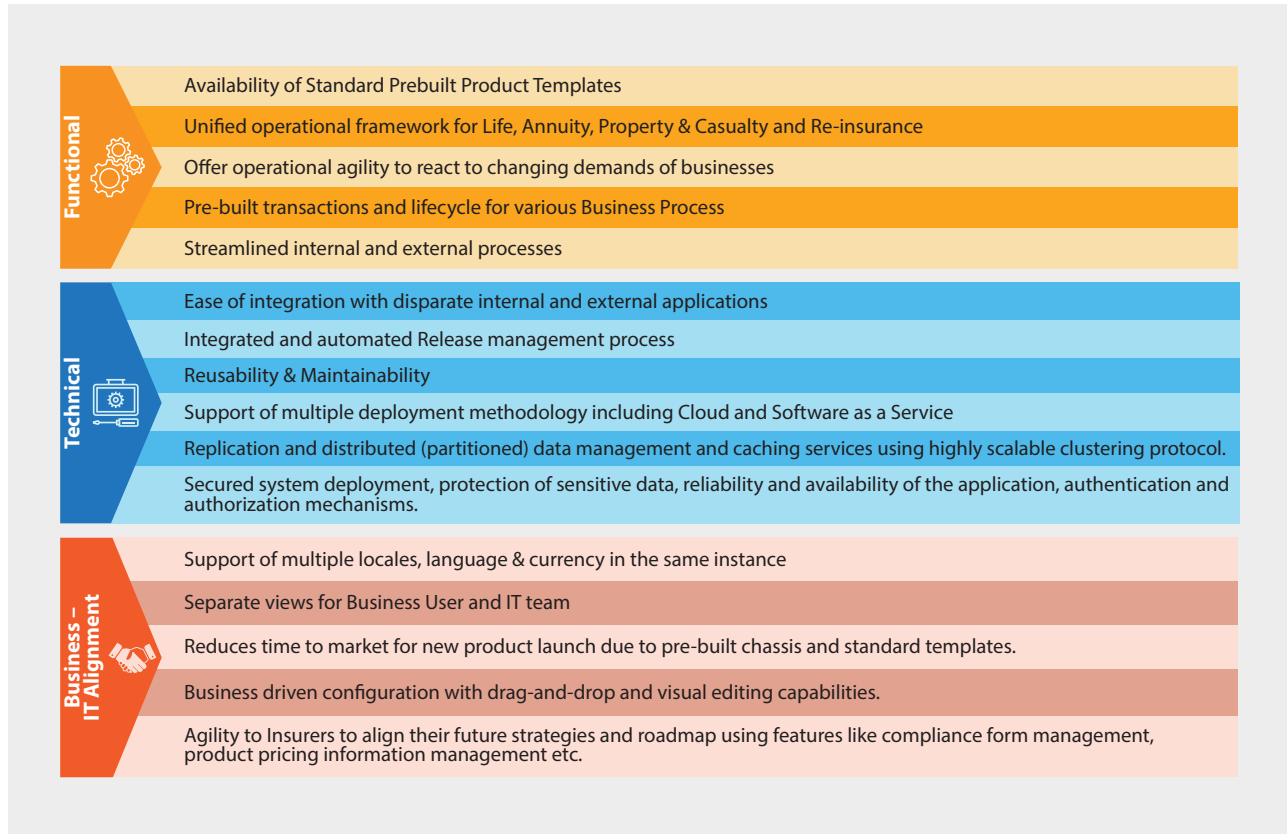 Functional
Availability of Standard Prebuilt Product Templates
Unified operational framework for Life, Annuity, Property & Casualty and Re-insurance
Offer operational agility to react to changing demands of businesses
Pre-built transactions and lifecycle for various Business Process
Streamlined internal and external processes
Technical
Ease of integration with disparate internal and external applications
Integrated and automated Release management process
Reusability & Maintainability
Support of multiple deployment methodology including Cloud and Software as a Service
Replication and distributed (partitioned) data management and caching services using highly scalable clustering protocol.
Secured system deployment, protection of sensitive data, reliability and availability of the application, authentication and
authorization mechanisms.
Business –
IT Alignment
Support of multiple locales, language & currency in the same instance
Separate views for Business User and IT team
Reduces time to market for new product launch due to pre-built chassis and standard templates.
Business driven configuration with drag-and-drop and visual editing capabilities.
Agility to Insurers to align their future strategies and roadmap using features like compliance form management,
product pricing information management etc.